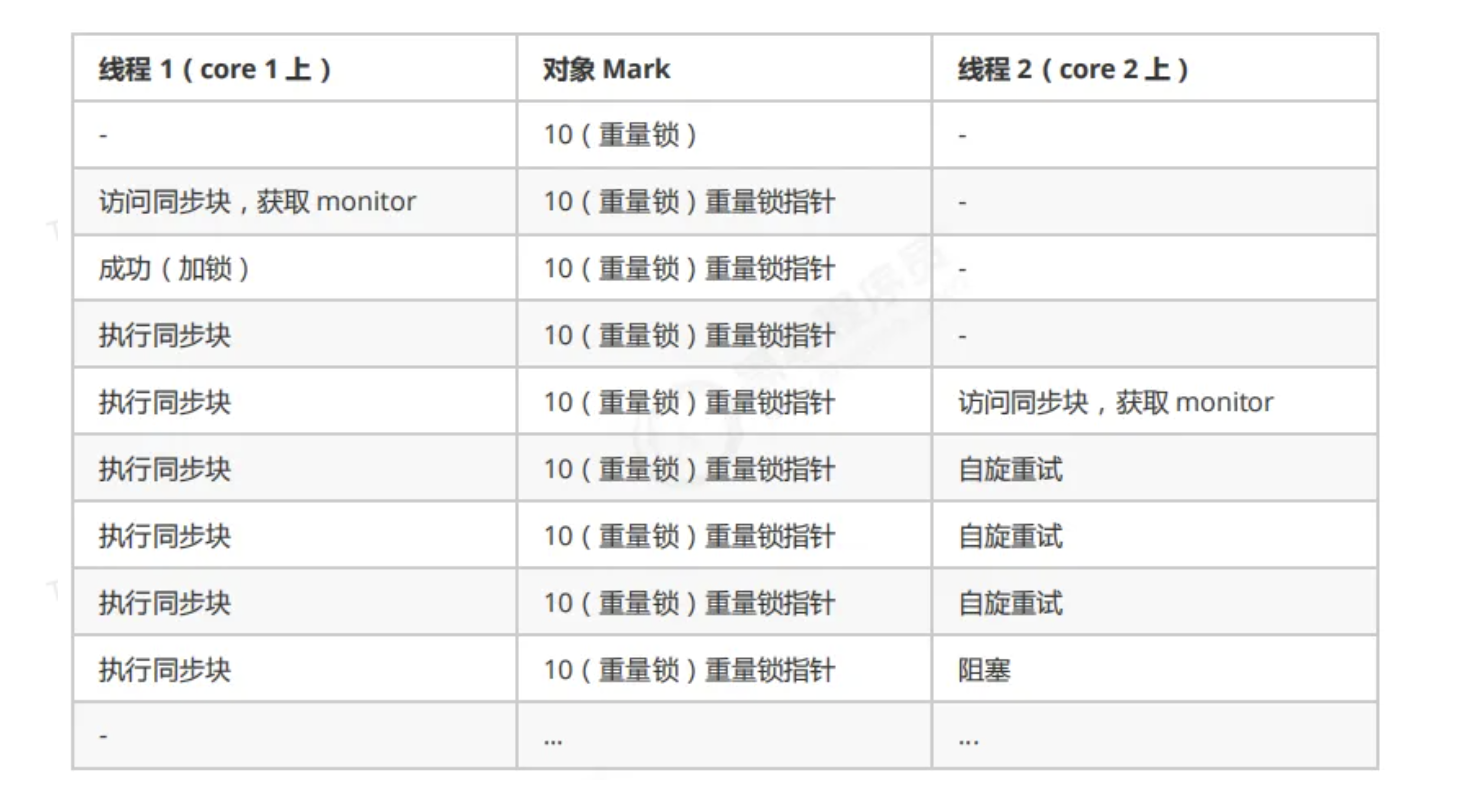 线程 1（core 1上） 对象 Mark 线程 2（core 2上）
- 10（重量锁） -
访问同步块，获取 monitor 10（重量锁）重量锁指针 -
成功（加锁） 10（重量锁）重量锁指针 -
执行同步块 10（重量锁）重量锁指针 -
执行同步块 10（重量锁）重量锁指针 访问同步块，获取 monitor
执行同步块 10（重量锁）重量锁指针 自旋重试
执行同步块 10（重量锁）重量锁指针 自旋重试
执行同步块 10（重量锁）重量锁指针 自旋重试
执行同步块 10（重量锁）重量锁指针 阻塞
- ... ...